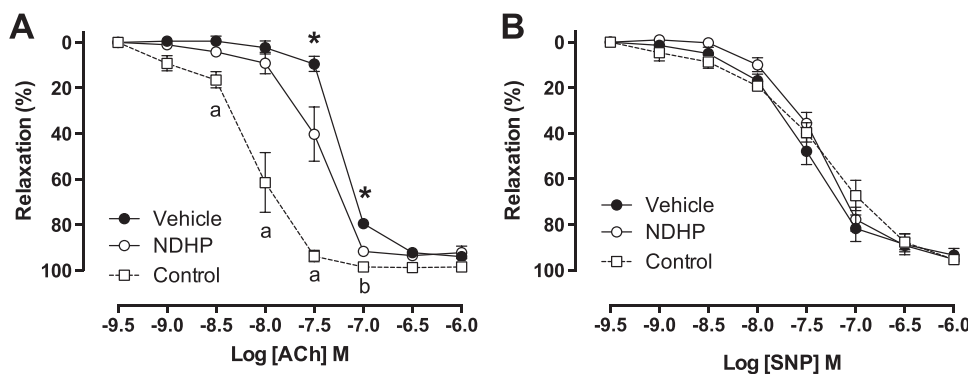 A
Relaxation (%)
0
20
40
60
80
100
*
*
a
a
a
b
Vehicle
NDHP
Control
-9.5 -9.0 -8.5 -8.0 -7.5 -7.0 -6.5 -6.0
Log [ACh] M
B
Relaxation (%)
0
20
40
60
80
100
Vehicle
NDHP
Control
-9.5 -9.0 -8.5 -8.0 -7.5 -7.0 -6.5 -6.0
Log [SNP] M